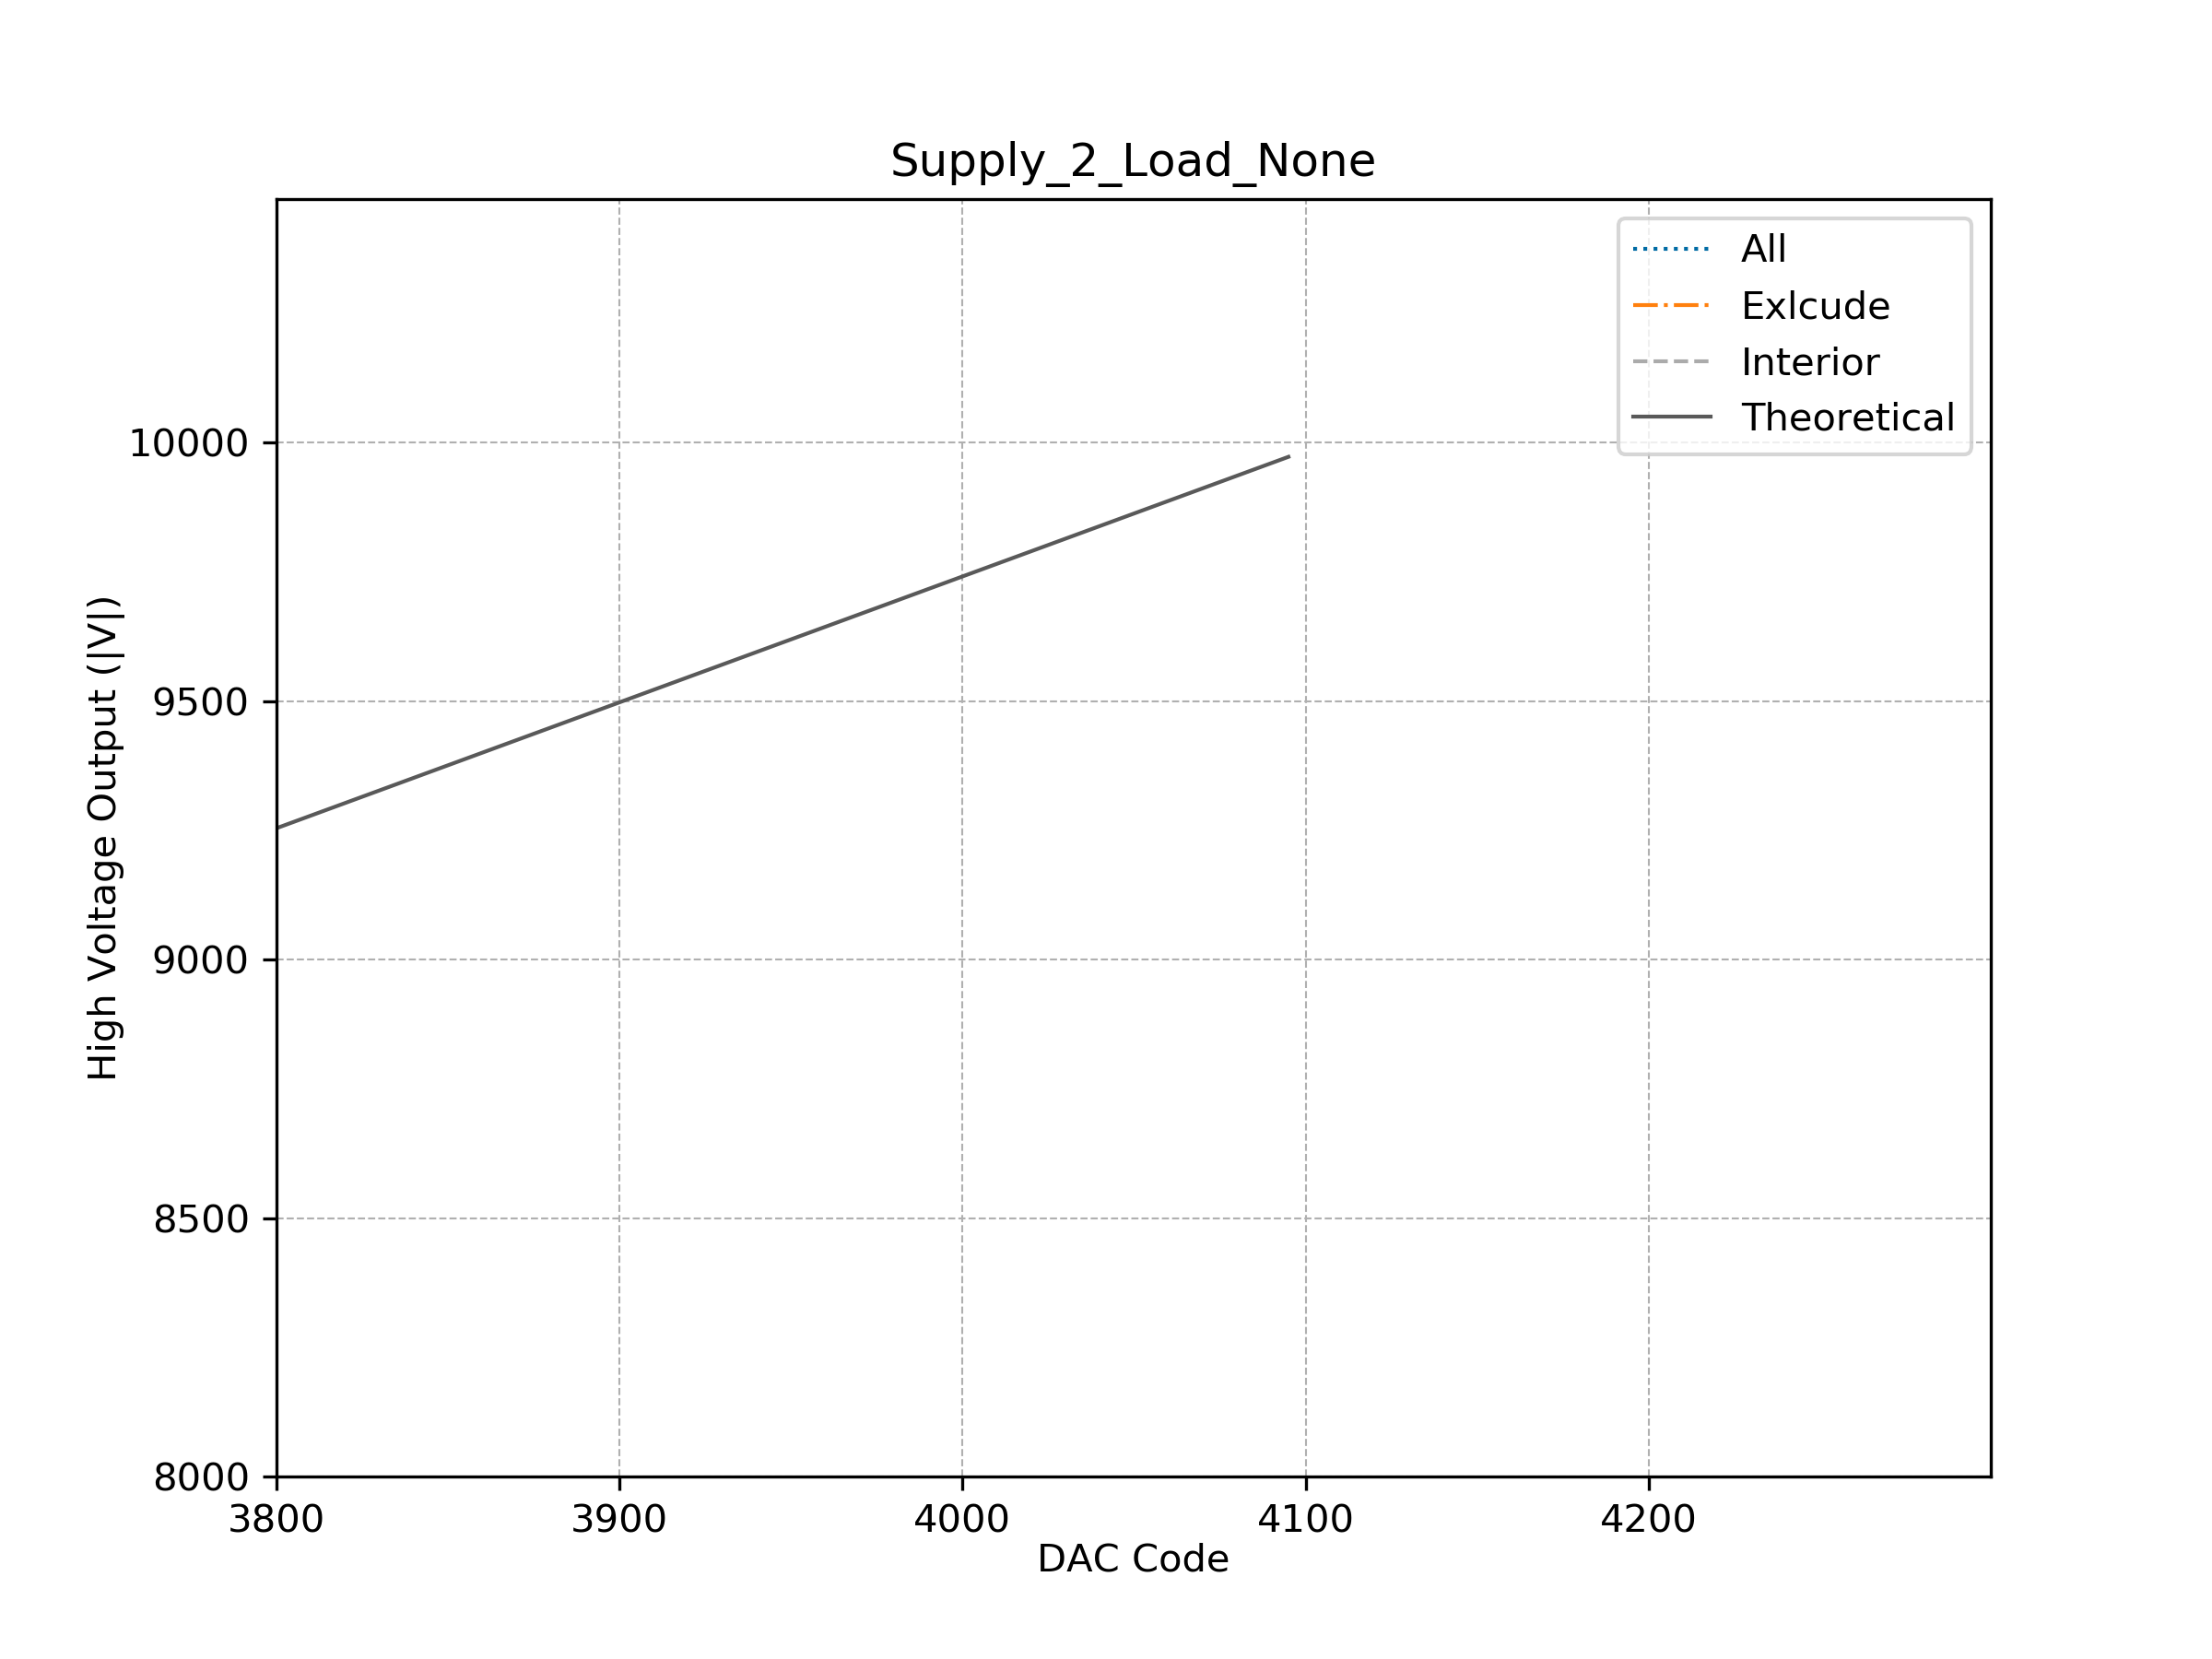 Supply_2_Load_None
All
Exlcude
Interior
Theoretical
High Voltage Output (|V|)
10000
9500
9000
8500
8000
3800 3900 4000 4100 4200
DAC Code